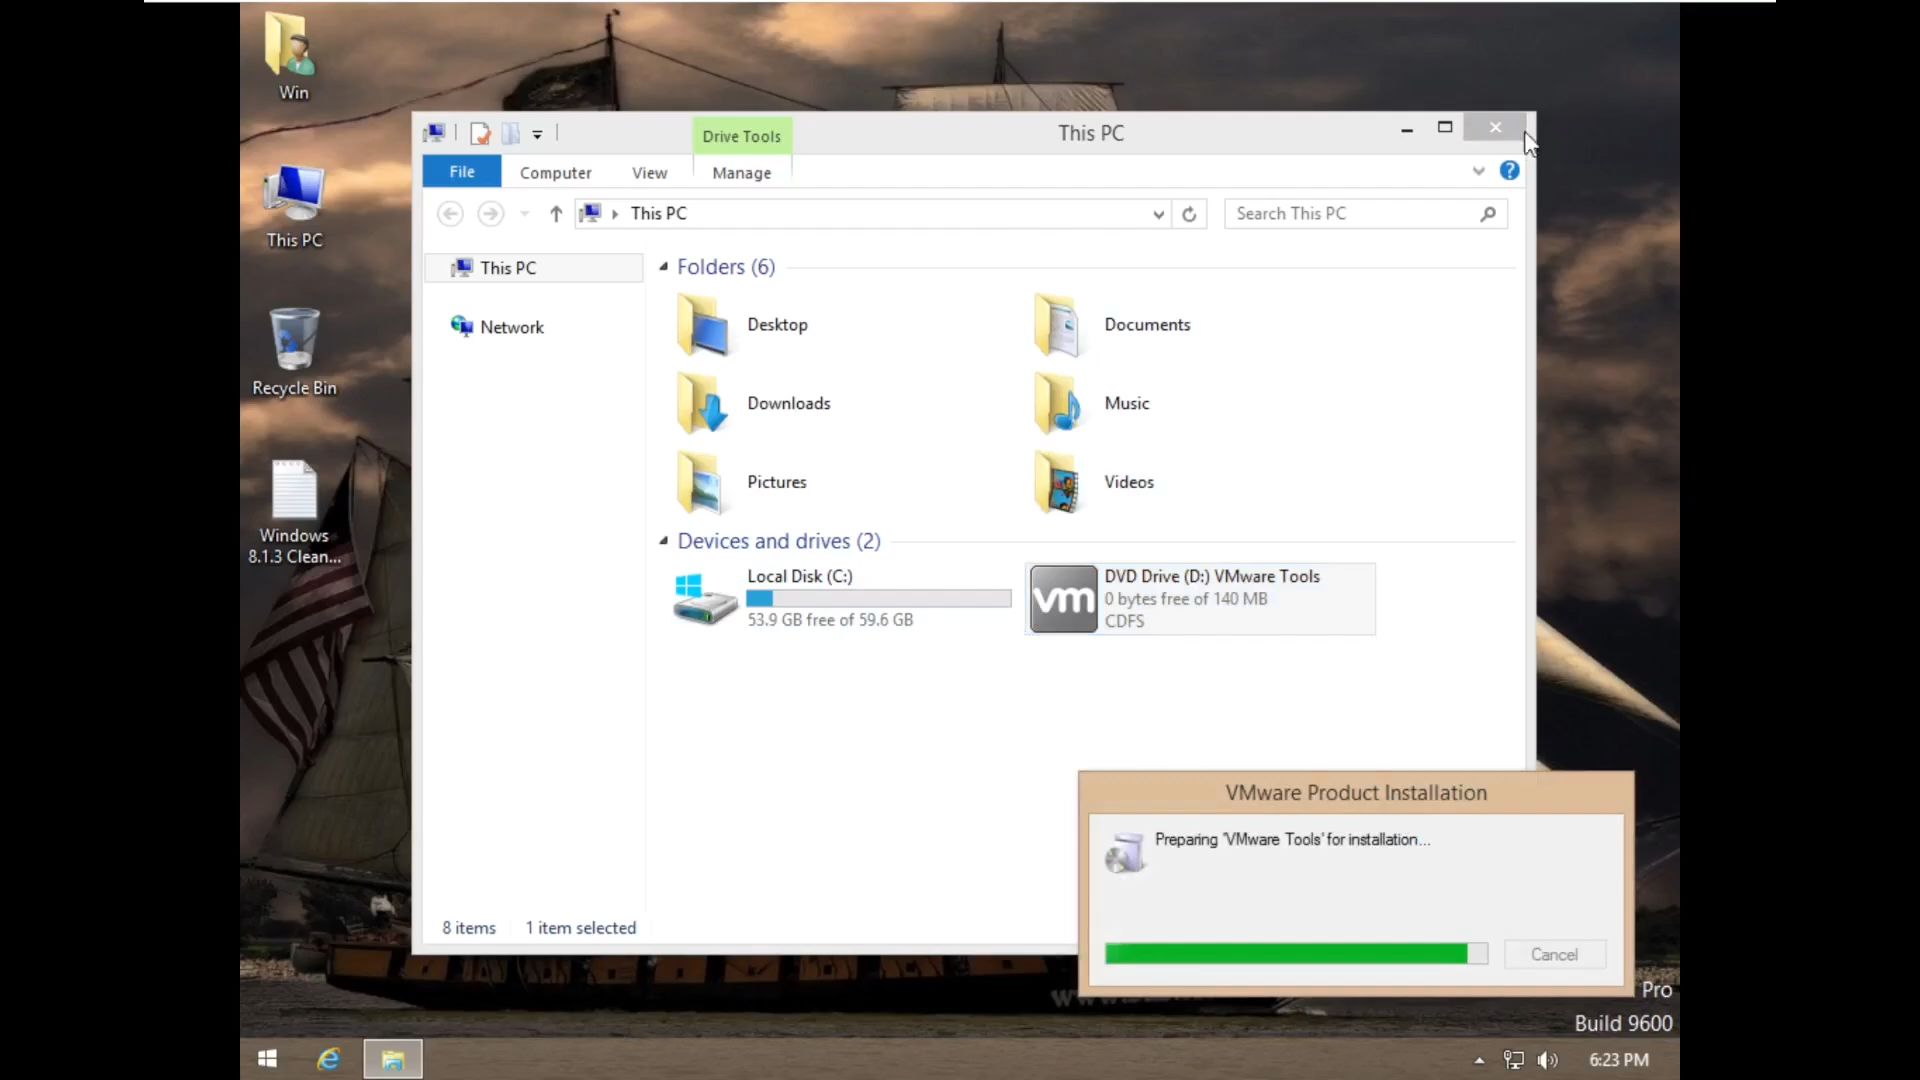 Win
This PC
Recycle Bin
Windows
8.1.3 Clean...
Drive Tools
This PC
File
Computer
View
Manage
This PC
Search This PC
This PC
Network
Folders (6)
Desktop
Documents
Downloads
Music
Pictures
Videos
Devices and drives (2)
Local Disk (C:)
53.9 GB free of 59.6 GB
vm
DVD Drive (D:) VMware Tools
0 bytes free of 140 MB
CDFS
8 items
1 item selected
VMware Product Installation
Preparing 'VMware Tools' for installation...
Cancel
Pro
Build 9600
6:23 PM